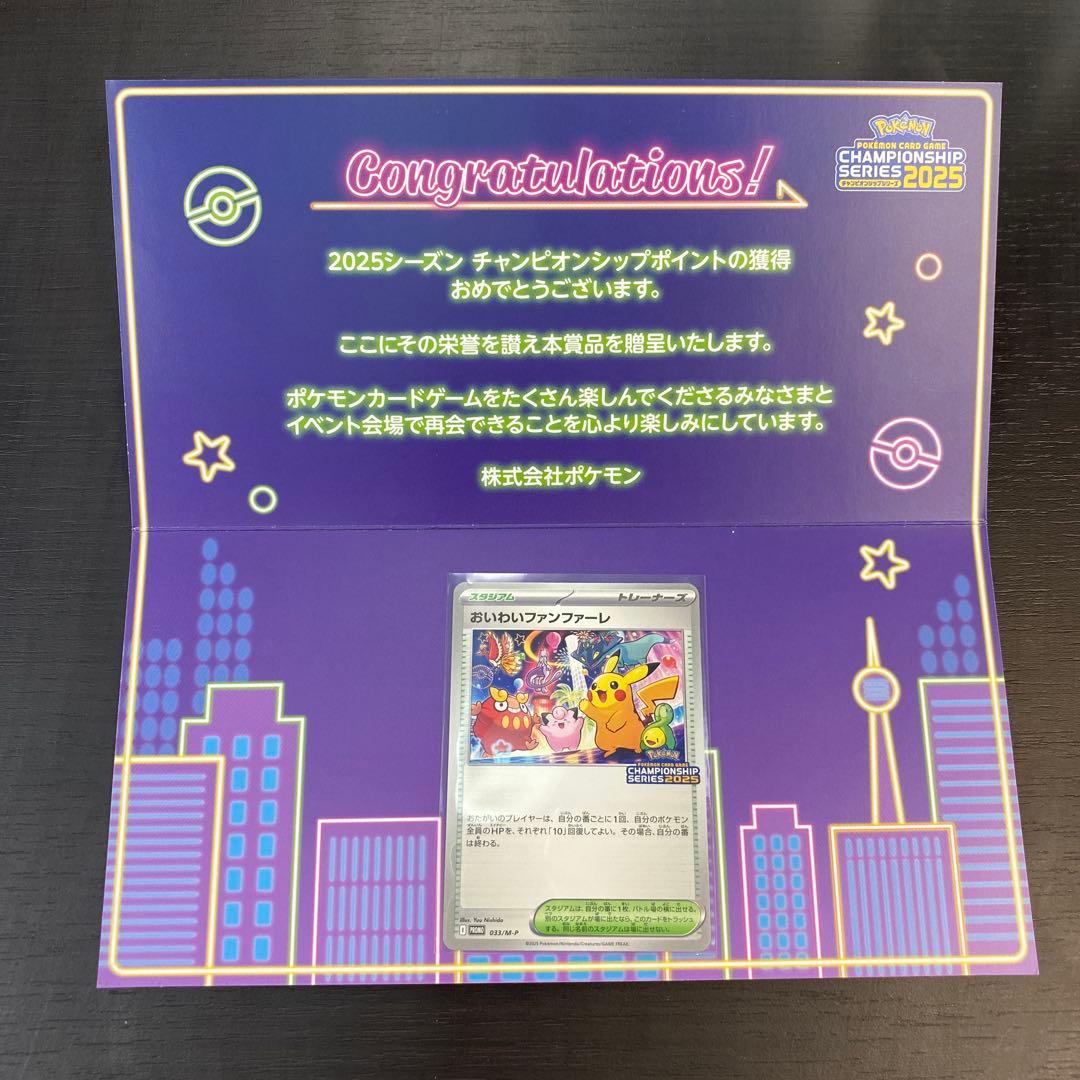 Congratulations!
Pokémon
POKÉMON CARD GAME
CHAMPIONSHIP
SERIES 2025
チャンピオンシップシリーズ
2025シーズン チャンピオンシップポイントの獲得
おめでとうございます。
ここにその栄誉を讃え本賞品を贈呈いたします。
ポケモンカードゲームをたくさん楽しんでくださるみなさまと
イベント会場で再会できることを心より楽しみにしています。
株式会社ポケモン
スタジアム
トレーナーズ
おいわいファンファーレ
Pokémon
POKÉMON CARD GAME
CHAMPIONSHIP
SERIES 2025
おたがいのプレイヤーは、自分の番ごとに1回、自分のポケモン
全員のHPを、それぞれ「10」回復してよい。その場合、自分の番
は終わる。
スタジアムは、自分の番に1枚、バトル場の横に出せる。
別のスタジアムが場に出たなら、このカードをトラッシュ
する。同じ名前のスタジアムは場に出せない。
Illus. You Nishida
PROMO 033/M-P
©2025 Pokémon/Nintendo/Creatures/GAME FREAK.